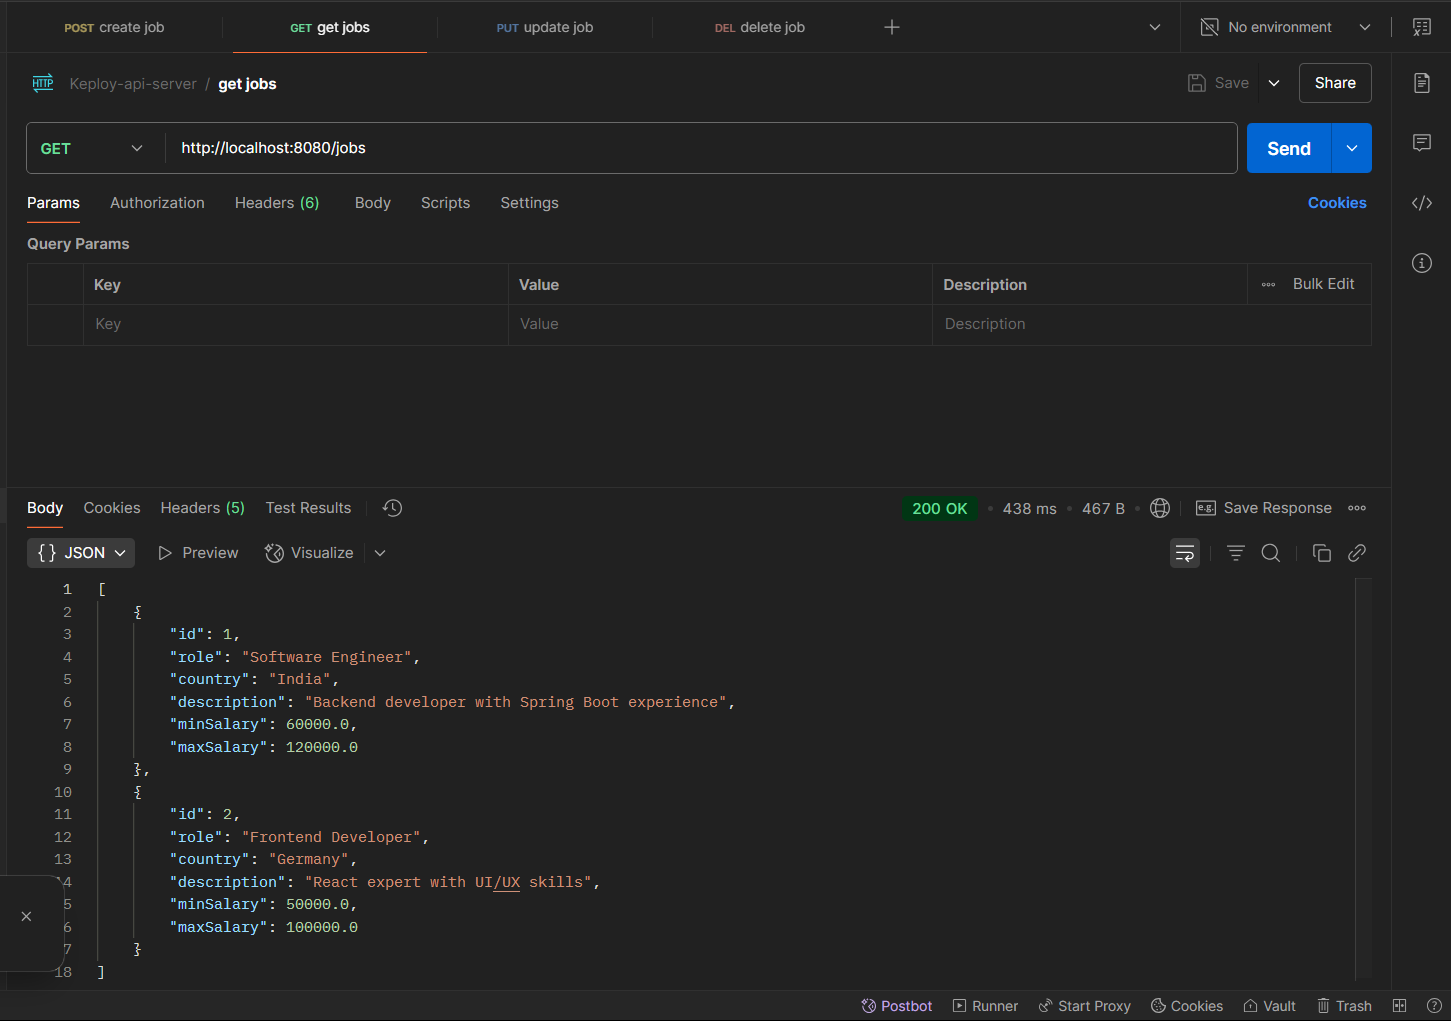 POST create job GET get jobs PUT update job DEL delete job No environment
HTTP Keploy-api-server / get jobs Save Share
GET http://localhost:8080/jobs Send
Params Authorization Headers (6) Body Scripts Settings Cookies
Query Params
Key Value Description Bulk Edit
Key Value Description
Body Cookies Headers (5) Test Results 200 OK • 438 ms • 467 B • e.g. Save Response
{} JSON Preview Visualize
1 [
2 {
3 "id": 1,
4 "role": "Software Engineer",
5 "country": "India",
6 "description": "Backend developer with Spring Boot experience",
7 "minSalary": 60000.0,
8 "maxSalary": 120000.0
9 },
10 {
11 "id": 2,
12 "role": "Frontend Developer",
13 "country": "Germany",
4 "description": "React expert with UI/UX skills",
5 "minSalary": 50000.0,
6 "maxSalary": 100000.0
7 }
18 ]
Postbot Runner Start Proxy Cookies Vault Trash